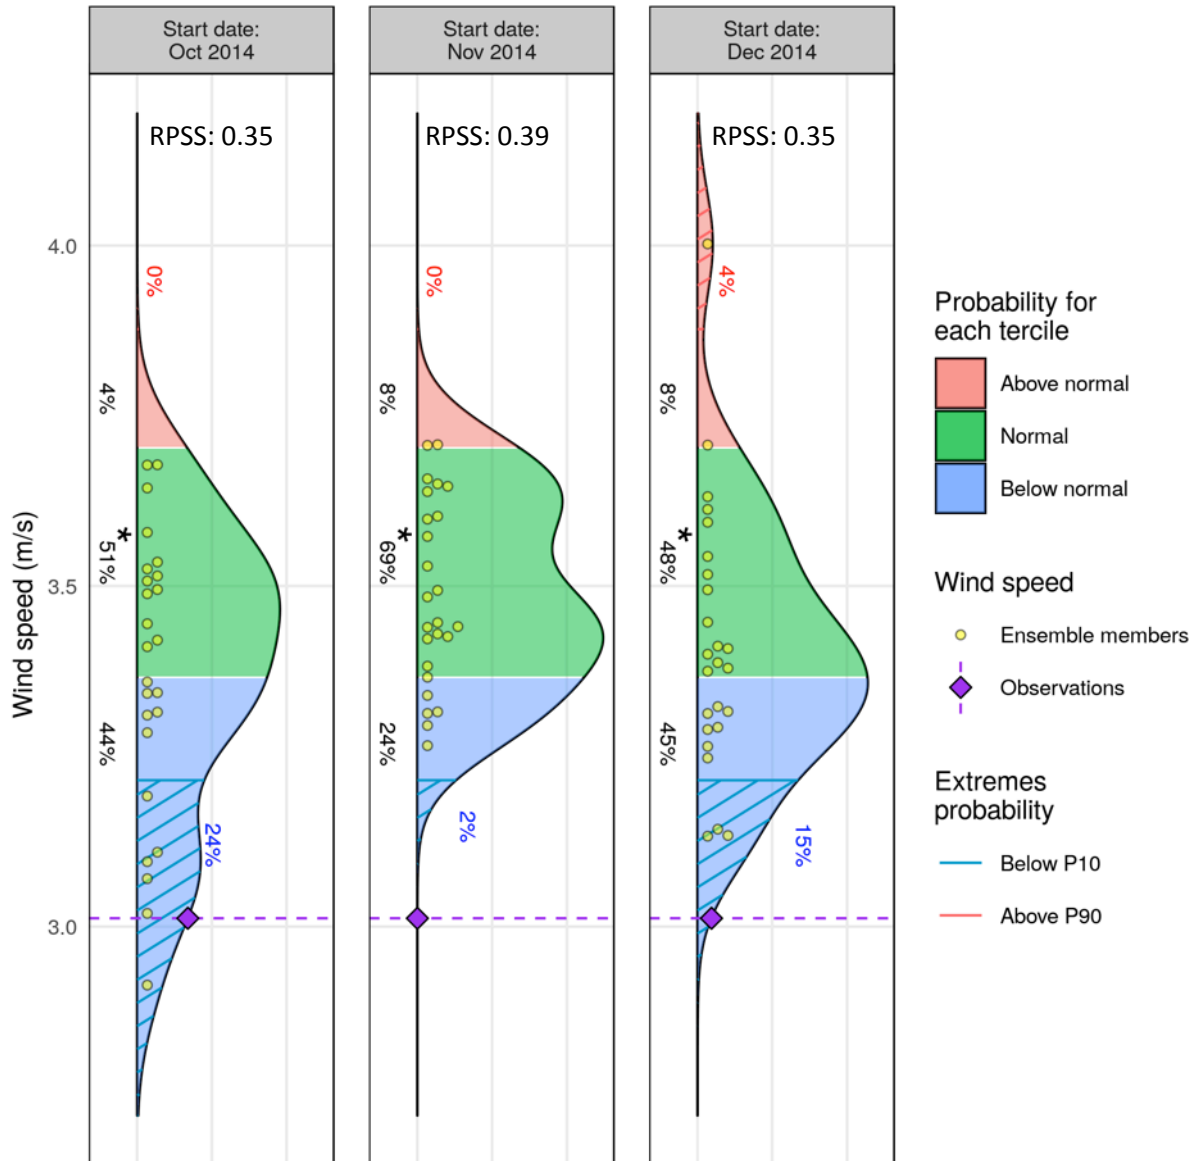 Start date:
Oct 2014
Start date:
Nov 2014
Start date:
Dec 2014
RPSS: 0.35
RPSS: 0.39
RPSS: 0.35
4.0
3.5
3.0
Wind speed (m/s)
0%
4%
*
51%
44%
24%
0%
8%
*
69%
24%
2%
4%
8%
*
48%
45%
15%
Probability for
each tercile
Above normal
Normal
Below normal
Wind speed
Ensemble members
Observations
Extremes
probability
Below P10
Above P90